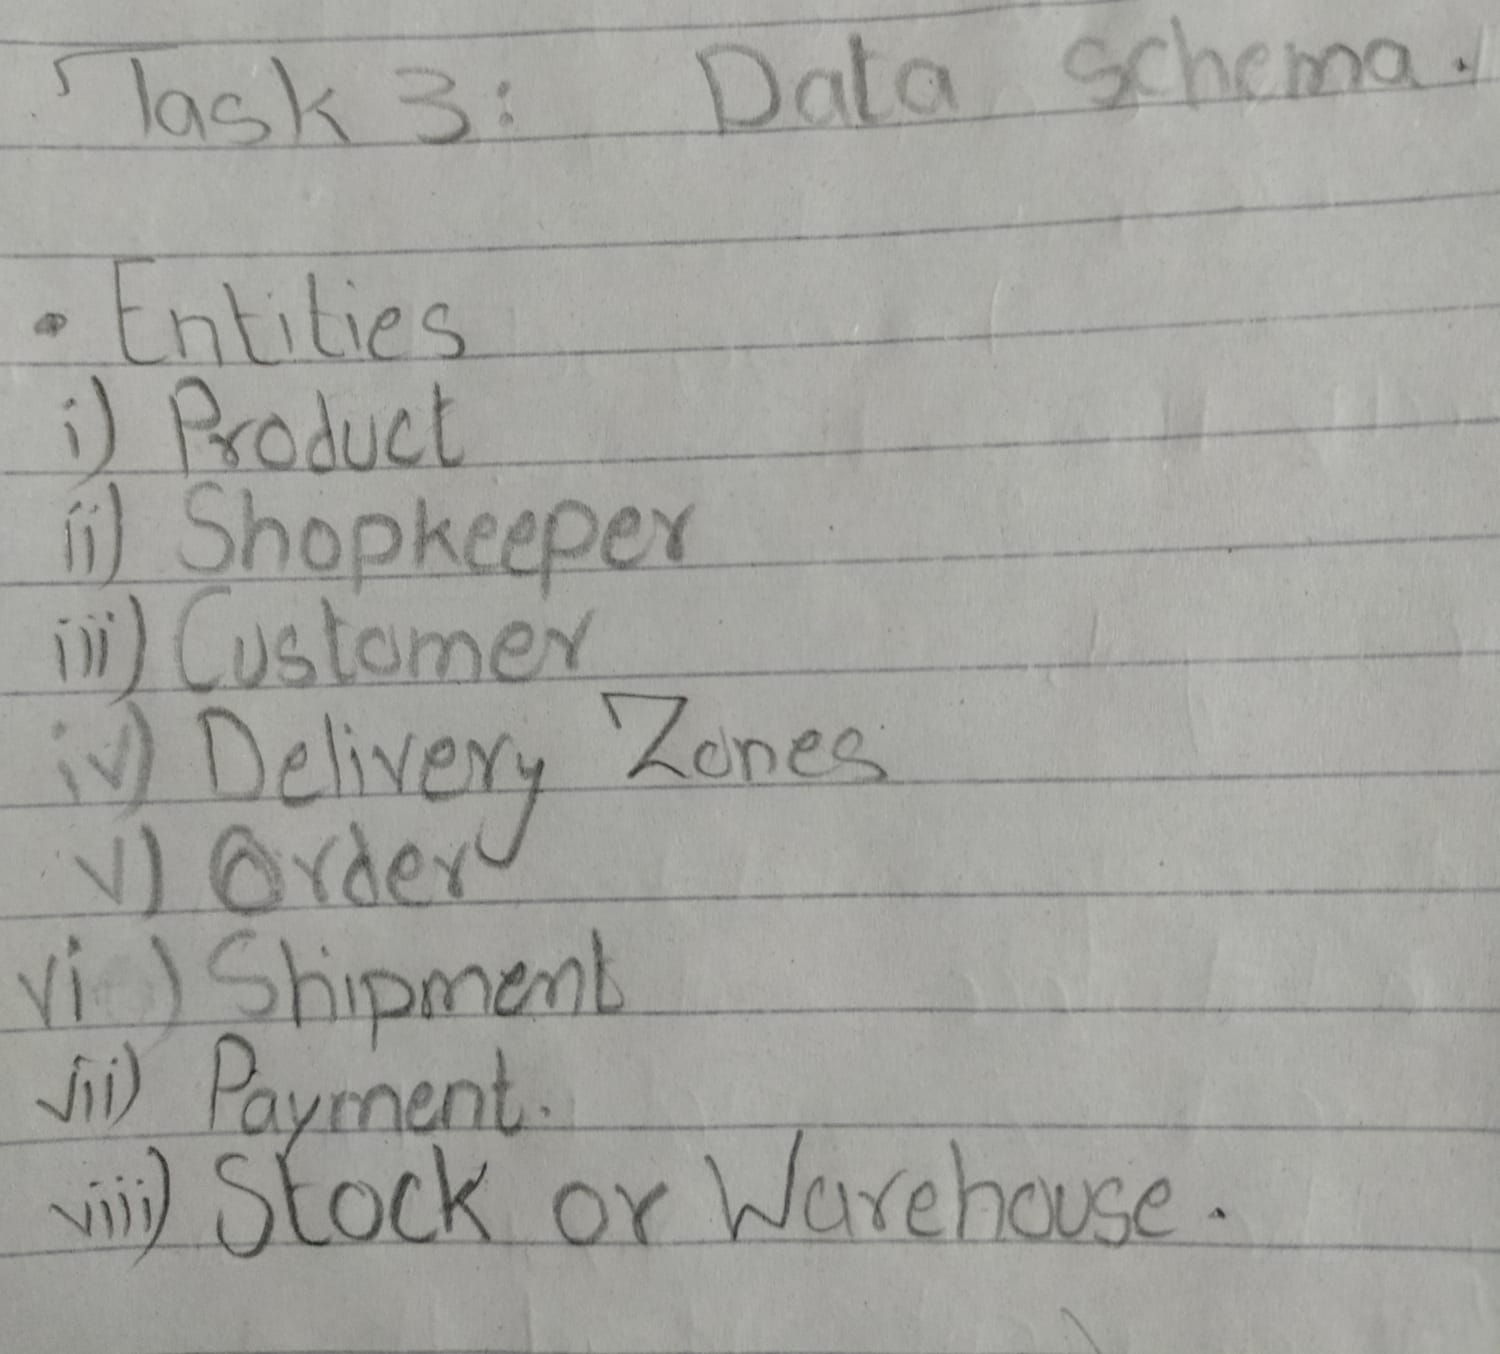 Task 3: Data Schema.
• Entities
i) Product
ii) Shopkeeper
iii) Customer
iv) Delivery Zones
v) Order
vi ) Shipment
vii) Payment.
viii) Stock or Warehouse.